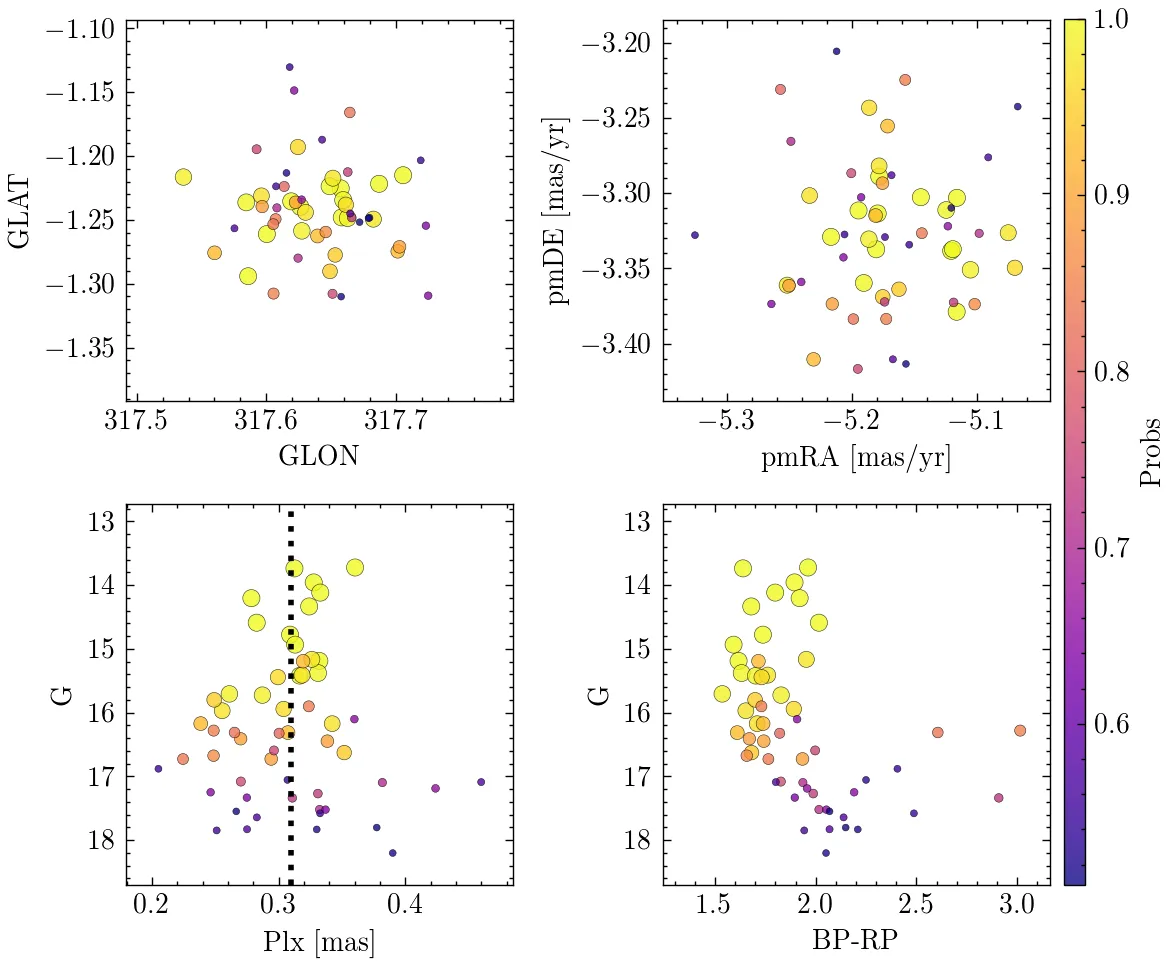 −1.10
−1.15
−1.20
−1.25
−1.30
−1.35
GLAT
317.5 317.6 317.7
GLON
−3.20
−3.25
−3.30
−3.35
−3.40
pmDE [mas/yr]
−5.3 −5.2 −5.1
pmRA [mas/yr]
1.0
0.9
0.8
0.7
0.6
Probs
13
14
15
16
17
18
G
0.2 0.3 0.4
Plx [mas]
13
14
15
16
17
18
G
1.5 2.0 2.5 3.0
BP-RP